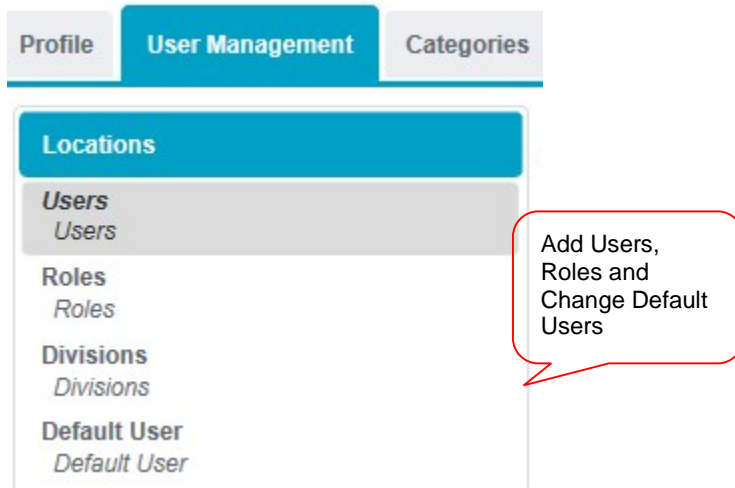 Profile User Management Categories
Locations
Users
Users
Roles
Roles
Divisions
Divisions
Default User
Default User
Add Users,
Roles and
Change Default
Users